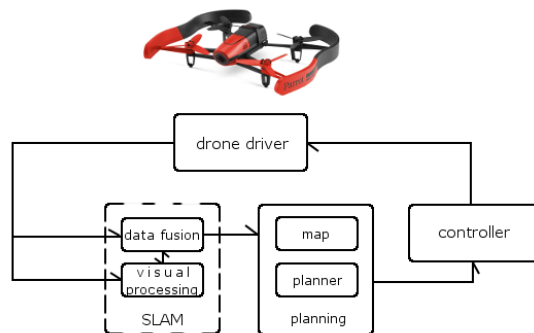 drone driver
data fusion
visual
processing
SLAM
map
planner
planning
controller